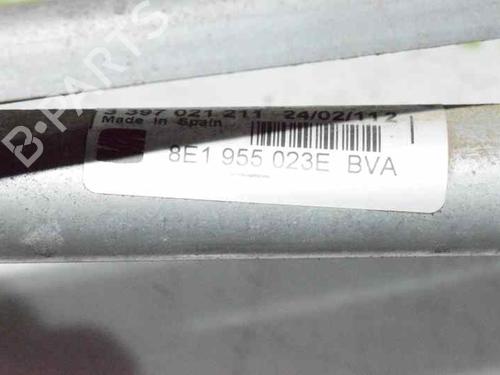 B-PARTS
3 397 021 211 24/02/112
Made in Spain
8E1 955 023E BVA